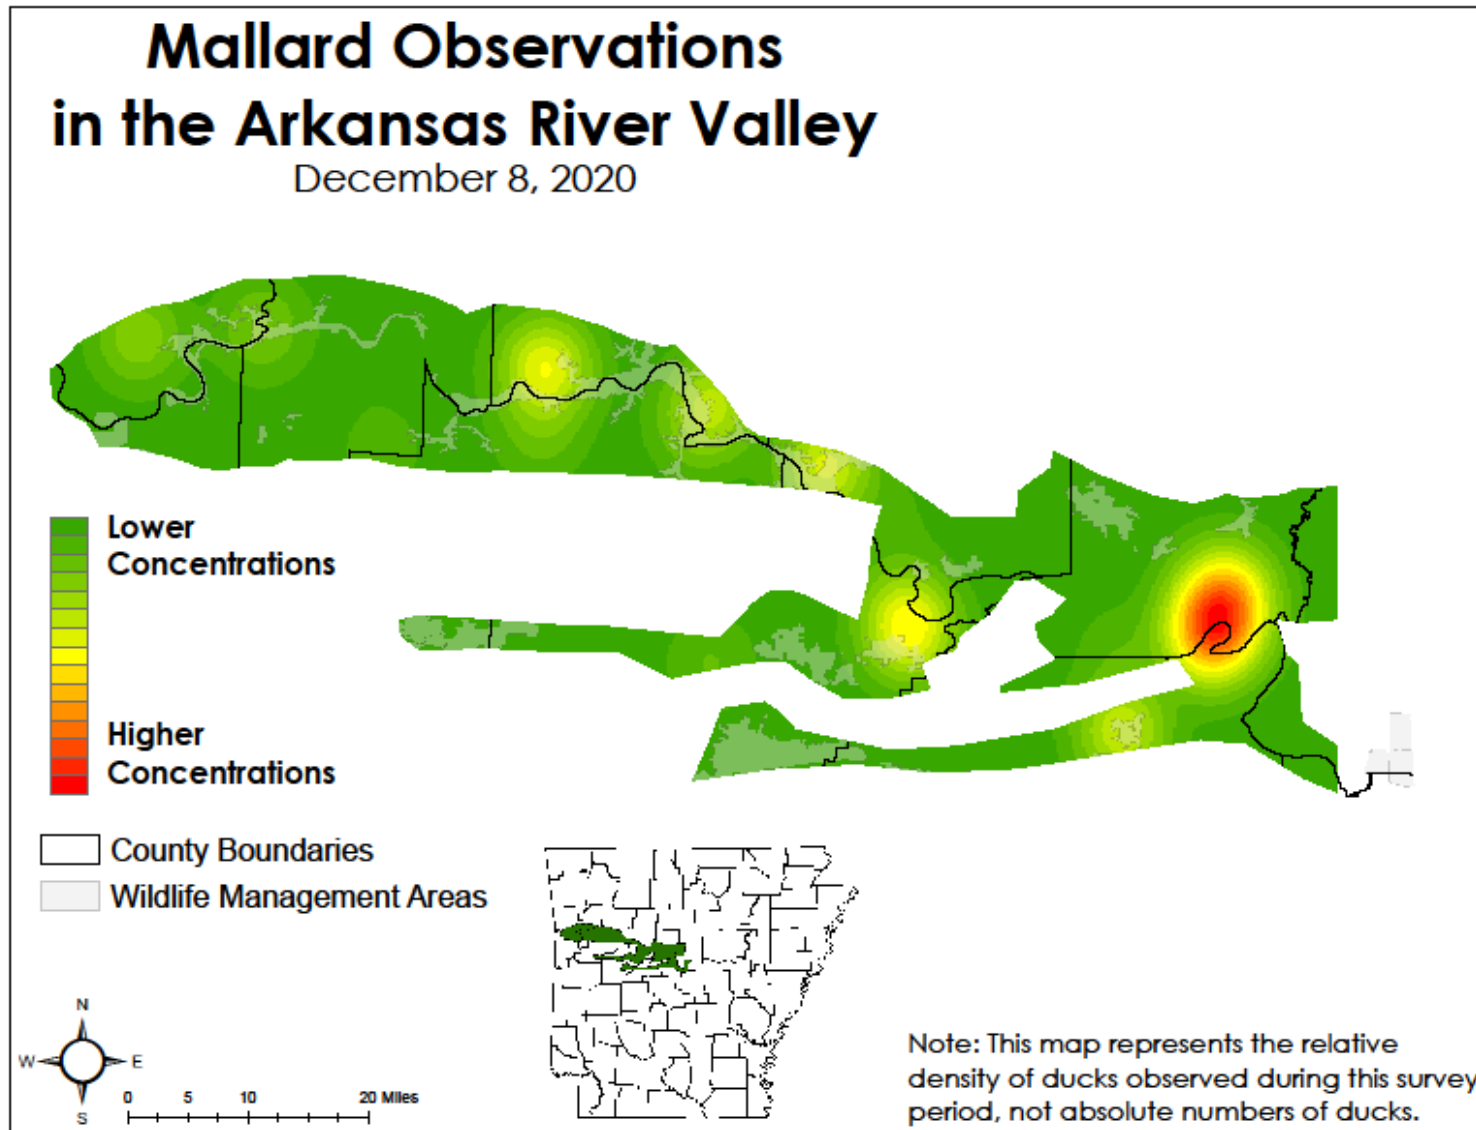 Mallard Observations
in the Arkansas River Valley
December 8, 2020
Lower
Concentrations
Higher
Concentrations
County Boundaries
Wildlife Management Areas
N
W
E
S
0 5 10 20 Miles
Note: This map represents the relative
density of ducks observed during this survey
period, not absolute numbers of ducks.